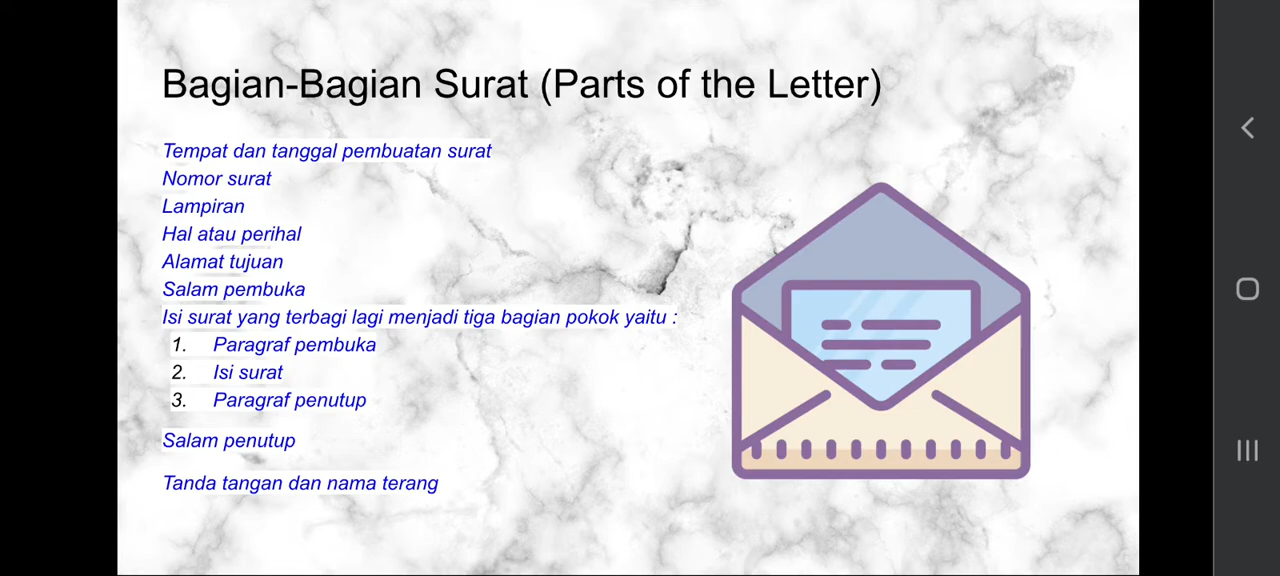 Bagian-Bagian Surat (Parts of the Letter)
Tempat dan tanggal pembuatan surat
Nomor surat
Lampiran
Hal atau perihal
Alamat tujuan
Salam pembuka
Isi surat yang terbagi lagi menjadi tiga bagian pokok yaitu :
1. Paragraf pembuka
2. Isi surat
3. Paragraf penutup
Salam penutup
Tanda tangan dan nama terang